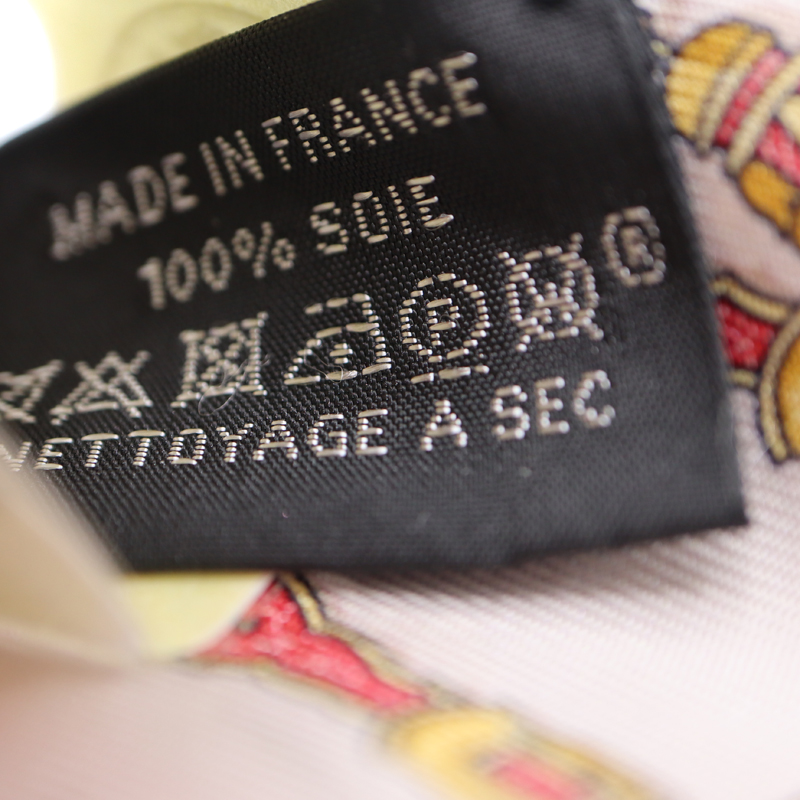 MADE IN FRANCE
100% SOIE
P W ®
NETTOYAGE A SEC